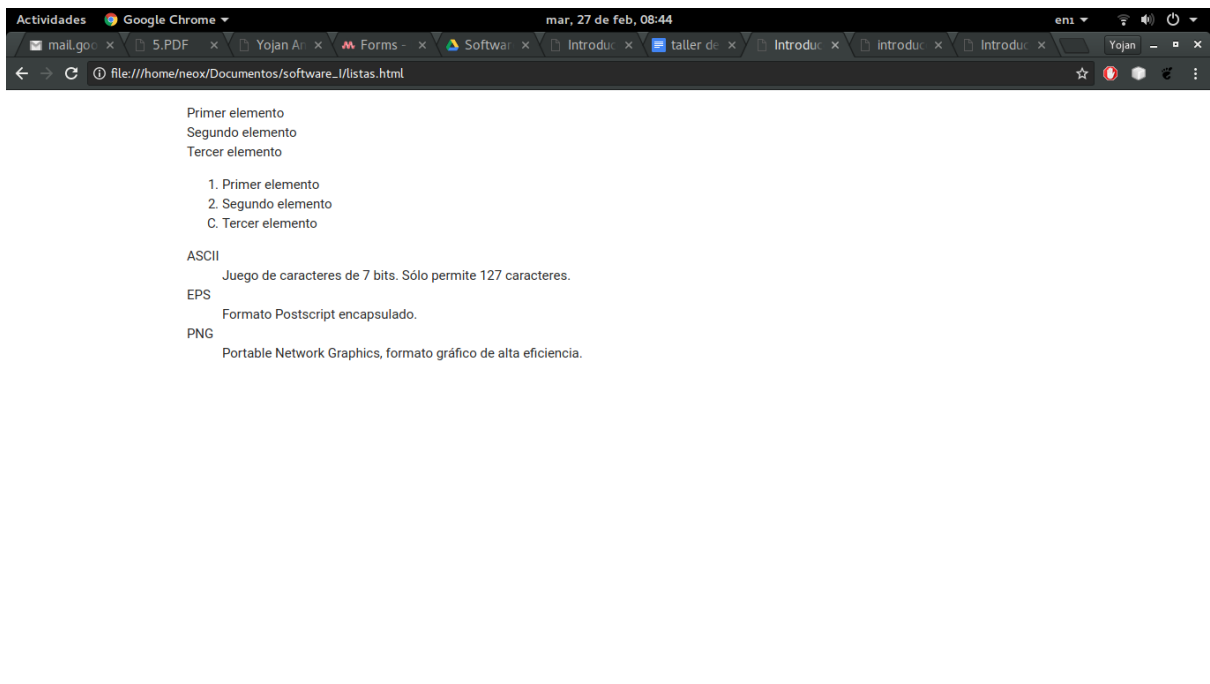 Actividades Google Chrome mar, 27 de feb, 08:44 en1
mail.goo 5.PDF Yojan An Forms - Softwar Introduc taller de Introduc introduc Introduc Yojan
file:///home/neox/Documentos/software_I/listas.html
Primer elemento
Segundo elemento
Tercer elemento
1. Primer elemento
2. Segundo elemento
C. Tercer elemento
ASCII
Juego de caracteres de 7 bits. Sólo permite 127 caracteres.
EPS
Formato Postscript encapsulado.
PNG
Portable Network Graphics, formato gráfico de alta eficiencia.